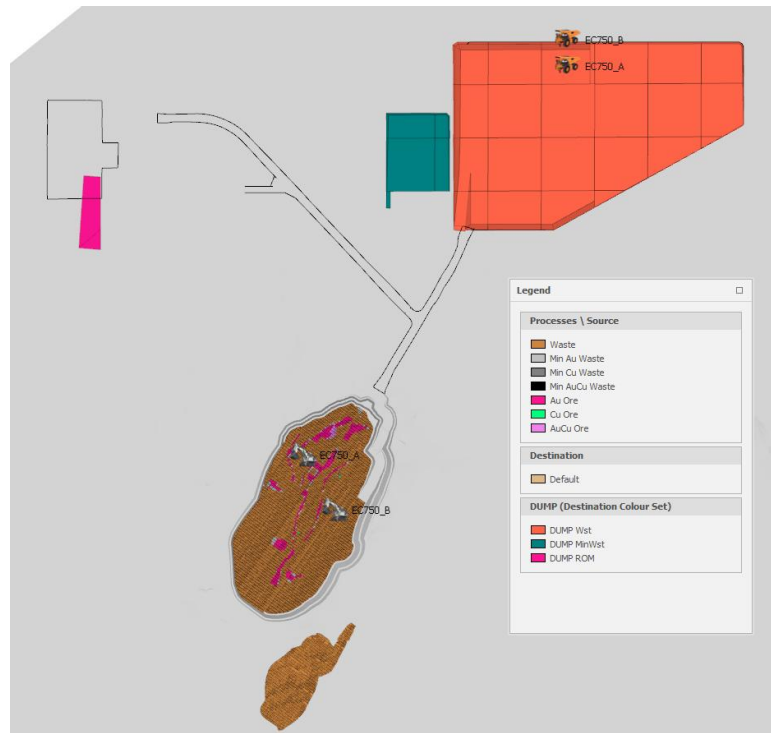 EC750_B
EC750_A
Legend
Processes \ Source
Waste
Min Au Waste
Min Cu Waste
Min AuCu Waste
Au Ore
Cu Ore
AuCu Ore
Destination
Default
DUMP (Destination Colour Set)
DUMP Wst
DUMP MinWst
DUMP ROM
EC750_A
EC750_B